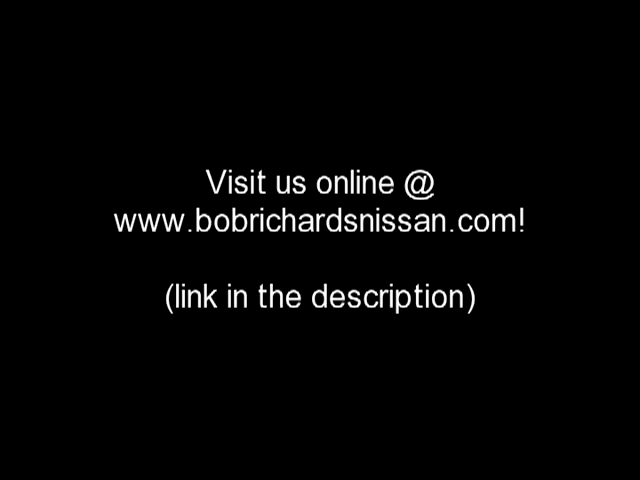 Visit us online @
www.bobrichardsnissan.com!
(link in the description)